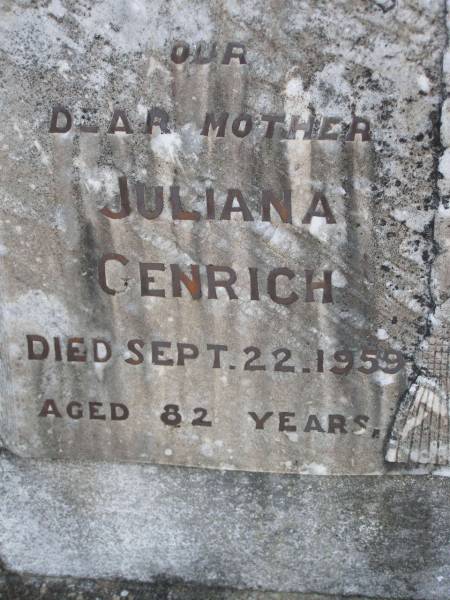 OUR
DEAR MOTHER
JULIANA
GENRICH
DIED SEPT. 22. 1959
AGED 82 YEARS,